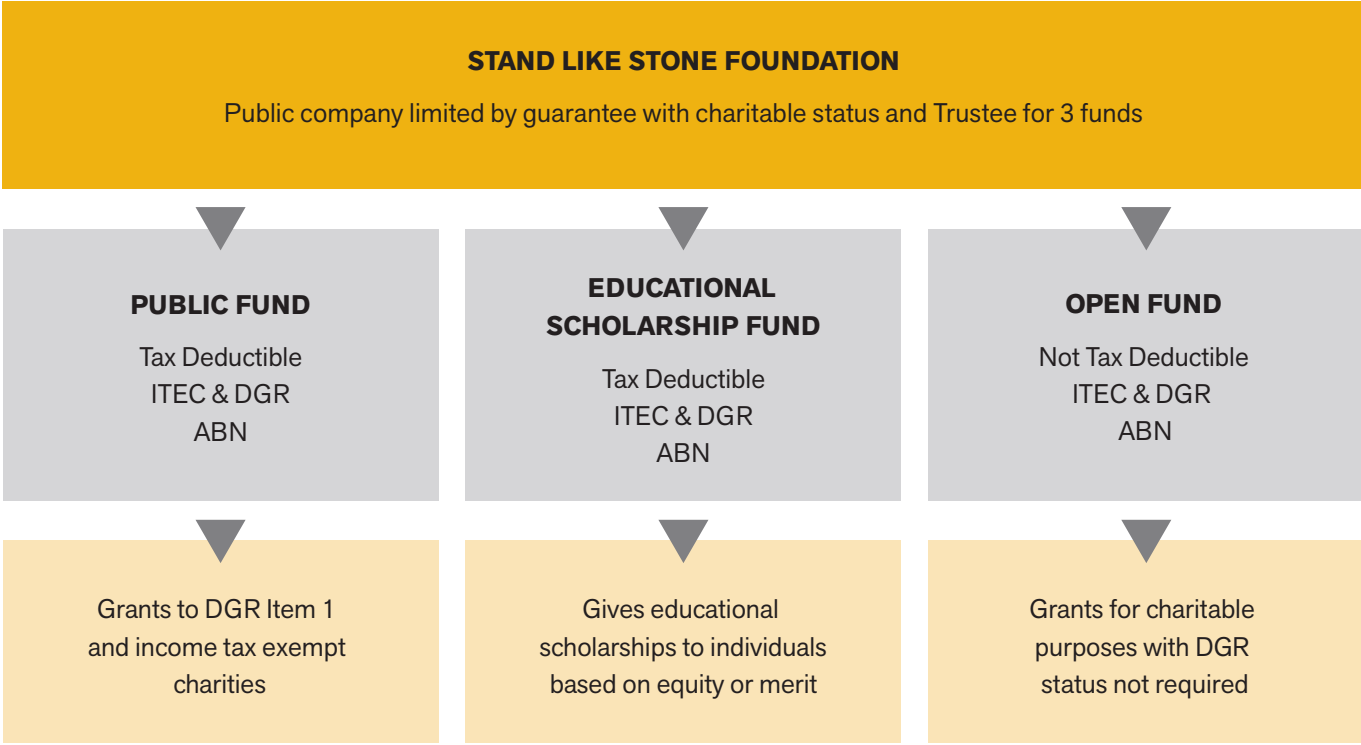 STAND LIKE STONE FOUNDATION
Public company limited by guarantee with charitable status and Trustee for 3 funds
PUBLIC FUND
Tax Deductible
ITEC & DGR
ABN
EDUCATIONAL
SCHOLARSHIP FUND
Tax Deductible
ITEC & DGR
ABN
OPEN FUND
Not Tax Deductible
ITEC & DGR
ABN
Grants to DGR Item 1
and income tax exempt
charities
Gives educational
scholarships to individuals
based on equity or merit
Grants for charitable
purposes with DGR
status not required